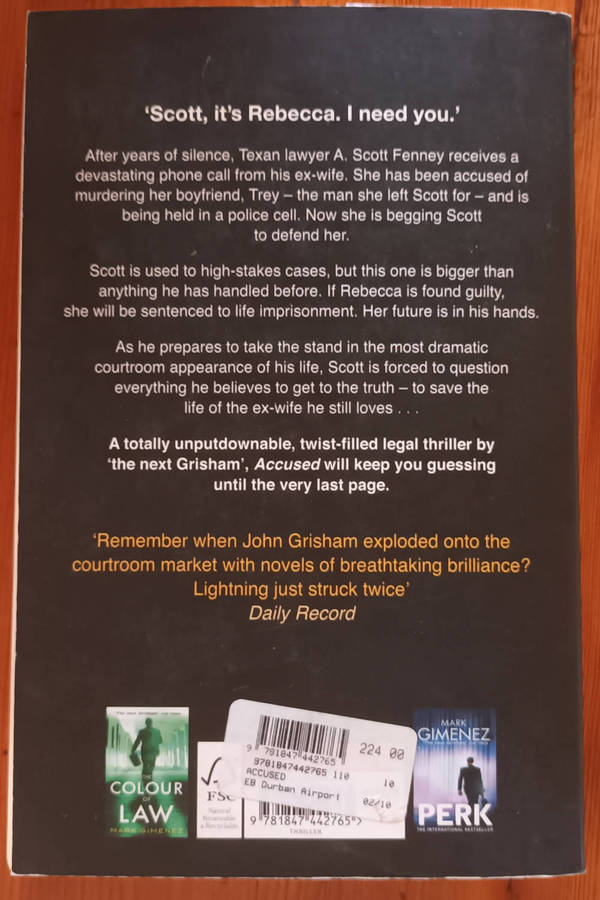 'Scott, it's Rebecca. I need you.'
After years of silence, Texan lawyer A. Scott Fenney receives a
devastating phone call from his ex-wife. She has been accused of
murdering her boyfriend, Trey – the man she left Scott for – and is
being held in a police cell. Now she is begging Scott
to defend her.
Scott is used to high-stakes cases, but this one is bigger than
anything he has handled before. If Rebecca is found guilty,
she will be sentenced to life imprisonment. Her future is in his hands.
As he prepares to take the stand in the most dramatic
courtroom appearance of his life, Scott is forced to question
everything he believes to get to the truth – to save the
life of the ex-wife he still loves . . .
A totally unputdownable, twist-filled legal thriller by
'the next Grisham', Accused will keep you guessing
until the very last page.
'Remember when John Grisham exploded onto the
courtroom market with novels of breathtaking brilliance?
Lightning just struck twice'
Daily Record
THE
COLOUR
OF
LAW
MARK GIMENEZ
FSC
9 781847 442765
224 00
9781847442765 110
10
ACCUSED
EB Durban Airport
02/10
9 781847 442765 >
THRILLER
MARK
GIMENEZ
PERK
THE INTERNATIONAL BESTSELLER